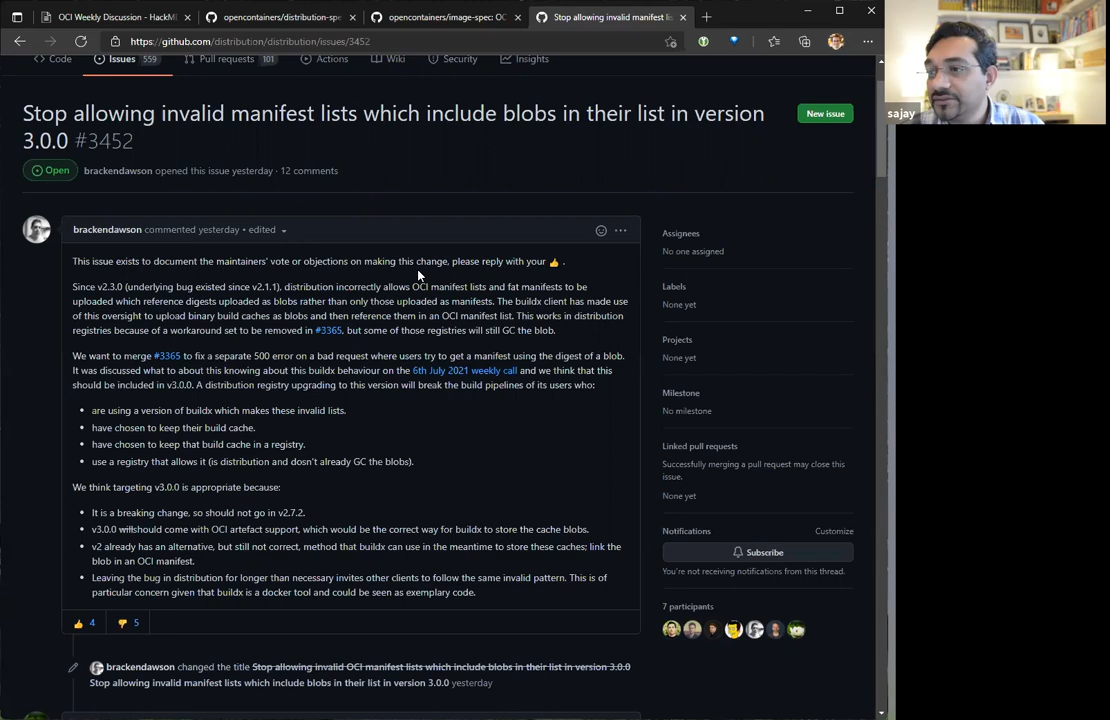 OCI Weekly Discussion - HackMI
opencontainers/distribution-spe
opencontainers/image-spec: OC
Stop allowing invalid manifest lis
https://github.com/distribution/distribution/issues/3452
Code
Issues 559
Pull requests 101
Actions
Wiki
Security
Insights
sajay
Stop allowing invalid manifest lists which include blobs in their list in version
3.0.0 #3452
New issue
Open
brackendawson opened this issue yesterday · 12 comments
brackendawson commented yesterday • edited
This issue exists to document the maintainers' vote or objections on making this change, please reply with your 👍 .
Since v2.3.0 (underlying bug existed since v2.1.1), distribution incorrectly allows OCI manifest lists and fat manifests to be
uploaded which reference digests uploaded as blobs rather than only those uploaded as manifests. The buildx client has made use
of this oversight to upload binary build caches as blobs and then reference them in an OCI manifest list. This works in distribution
registries because of a workaround set to be removed in #3365, but some of those registries will still GC the blob.
We want to merge #3365 to fix a separate 500 error on a bad request where users try to get a manifest using the digest of a blob.
It was discussed what to about this knowing about this buildx behaviour on the 6th July 2021 weekly call and we think that this
should be included in v3.0.0. A distribution registry upgrading to this version will break the build pipelines of its users who:
• are using a version of buildx which makes these invalid lists.
• have chosen to keep their build cache.
• have chosen to keep that build cache in a registry.
• use a registry that allows it (is distribution and dosn't already GC the blobs).
We think targeting v3.0.0 is appropriate because:
• It is a breaking change, so should not go in v2.7.2.
• v3.0.0 willshould come with OCI artefact support, which would be the correct way for buildx to store the cache blobs.
• v2 already has an alternative, but still not correct, method that buildx can use in the meantime to store these caches; link the
blob in an OCI manifest.
• Leaving the bug in distribution for longer than necessary invites other clients to follow the same invalid pattern. This is of
particular concern given that buildx is a docker tool and could be seen as exemplary code.
👍 4
👎 5
brackendawson changed the title Stop allowing invalid OCI manifest lists which include blobs in their list in version 3.0.0
Stop allowing invalid manifest lists which include blobs in their list in version 3.0.0 yesterday
Assignees
No one assigned
Labels
None yet
Projects
None yet
Milestone
No milestone
Linked pull requests
Successfully merging a pull request may close this
issue.
None yet
Notifications
Customize
Subscribe
You're not receiving notifications from this thread.
7 participants